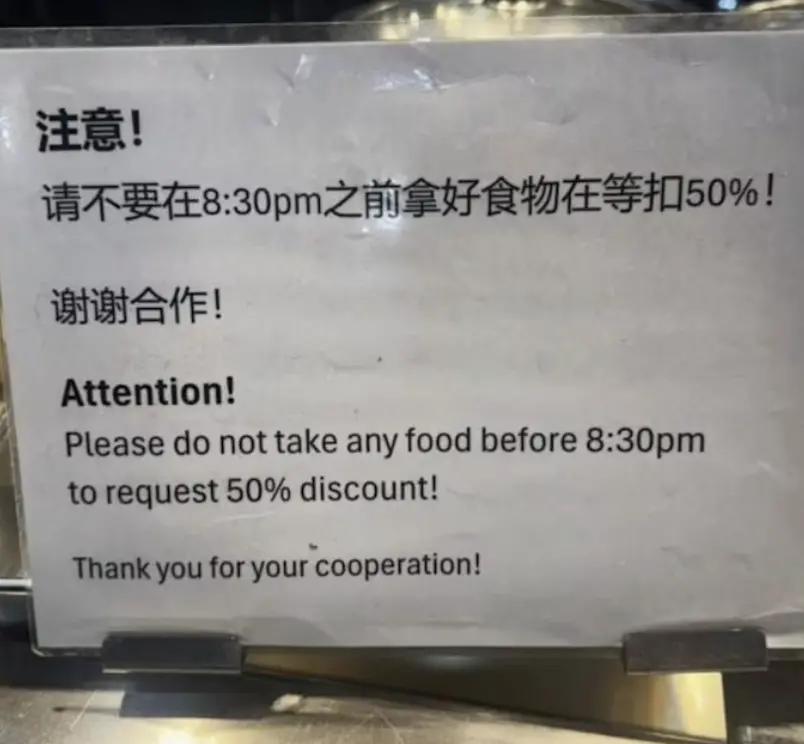 注意!
请不要在8:30pm之前拿好食物在等扣50%!
谢谢合作!
Attention!
Please do not take any food before 8:30pm
to request 50% discount!
Thank you for your cooperation!